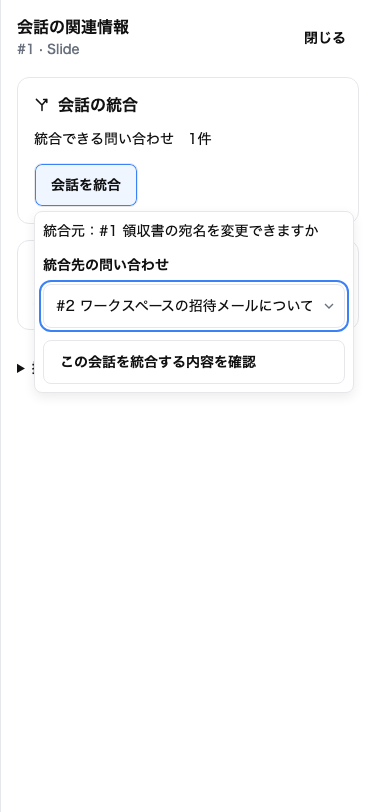 会話の関連情報
#1 · Slide
閉じる
会話の統合
統合できる問い合わせ　1件
会話を統合
統合元：#1 領収書の宛名を変更できますか
統合先の問い合わせ
#2 ワークスペースの招待メールについて
この会話を統合する内容を確認